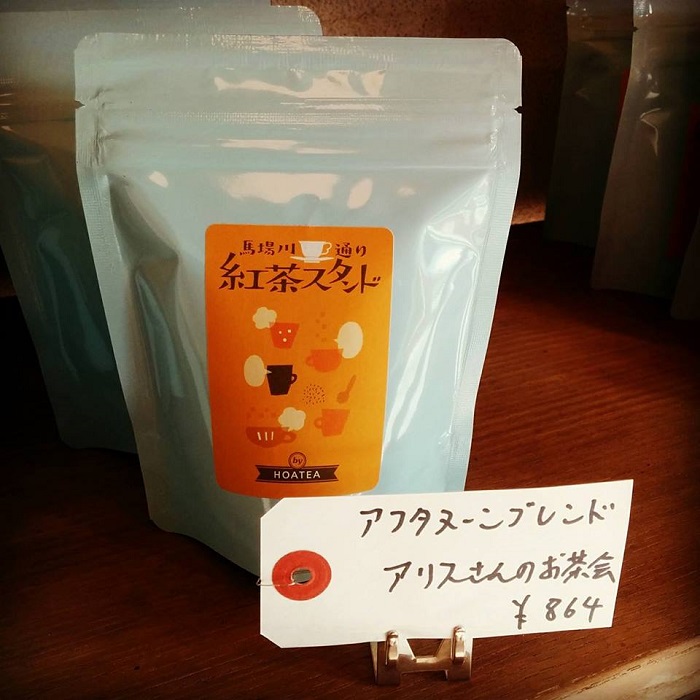 馬場川通り
紅茶スタンド
by
HOATEA
アフタヌーンブレンド
アリスさんのお茶会
¥864